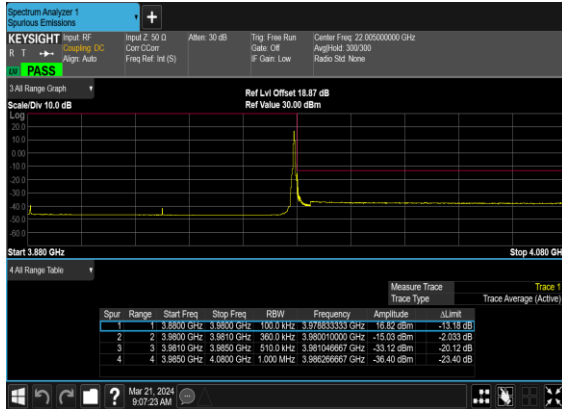 Spectrum Analyzer 1
Spurious Emissions
+
KEYSIGHT Input: RF Input Z: 50 Ω Atten: 30 dB Trig: Free Run Center Freq: 22.005000000 GHz
R T Coupling: DC Corr CCorr Gate: Off Avg|Hold: 300/300
Align: Auto Freq Ref: Int (S) IF Gain: Low Radio Std: None
PASS
3 All Range Graph Ref Lvl Offset 18.87 dB
Scale/Div 10.0 dB Ref Value 30.00 dBm
Log
20.0
10.0
0.00
-10.0
-20.0
-30.0
-40.0
-50.0
-60.0
Start 3.880 GHz Stop 4.080 GH
4 All Range Table
Measure Trace Trace 1
Trace Type Trace Average (Active)
Spur Range Start Freq Stop Freq RBW Frequency Amplitude ΔLimit
1 1 3.8800 GHz 3.9800 GHz 100.0 kHz 3.978833333 GHz 16.82 dBm -13.18 dB
2 2 3.9800 GHz 3.9810 GHz 360.0 kHz 3.980010000 GHz -15.03 dBm -2.033 dB
3 3 3.9810 GHz 3.9850 GHz 510.0 kHz 3.981046667 GHz -33.12 dBm -20.12 dB
4 4 3.9850 GHz 4.0800 GHz 1.000 MHz 3.986266667 GHz -36.40 dBm -23.40 dB
? Mar 21, 2024
9:07:23 AM